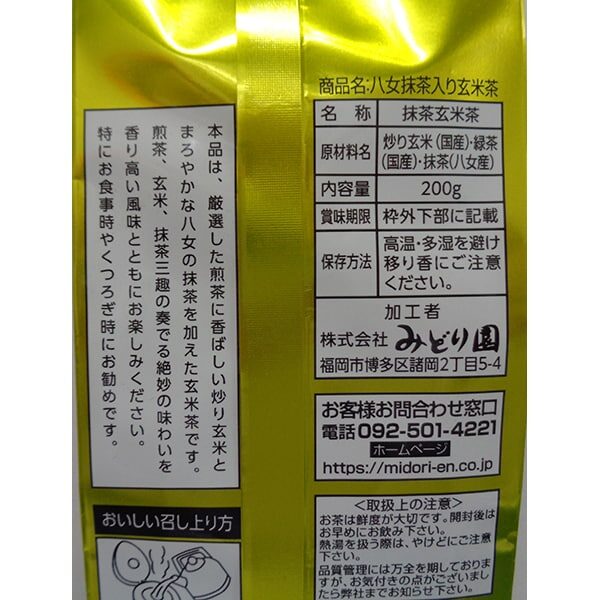 商品名:八女抹茶入り玄米茶
名 称 抹茶玄米茶
原材料名 炒り玄米(国産)・緑茶
(国産)・抹茶(八女産)
内容量 200g
賞味期限 枠外下部に記載
保存方法 高温・多湿を避け
移り香にご注意
ください。
加工者
株式会社 みどり園
福岡市博多区諸岡2丁目5-4
お客様お問合わせ窓口
電話 092-501-4221
ホームページ
https://midori-en.co.jp
<取扱上の注意>
お茶は鮮度が大切です。開封後は
お早めにお飲み下さい。
熱湯を扱う際は、やけどにご注意
下さい。
品質管理には万全を期しております
が、お気付きの点がございまし
たら弊社までお知らせ下さい。
本品は、厳選した煎茶に香ばしい炒り玄米と
まろやかな八女の抹茶を加えた玄米茶です。
煎茶、玄米、抹茶三趣の奏でる絶妙の味わいを
香り高い風味とともにお楽しみください。
特にお食事時やくつろぎ時にお勧めです。
おいしい召し上り方